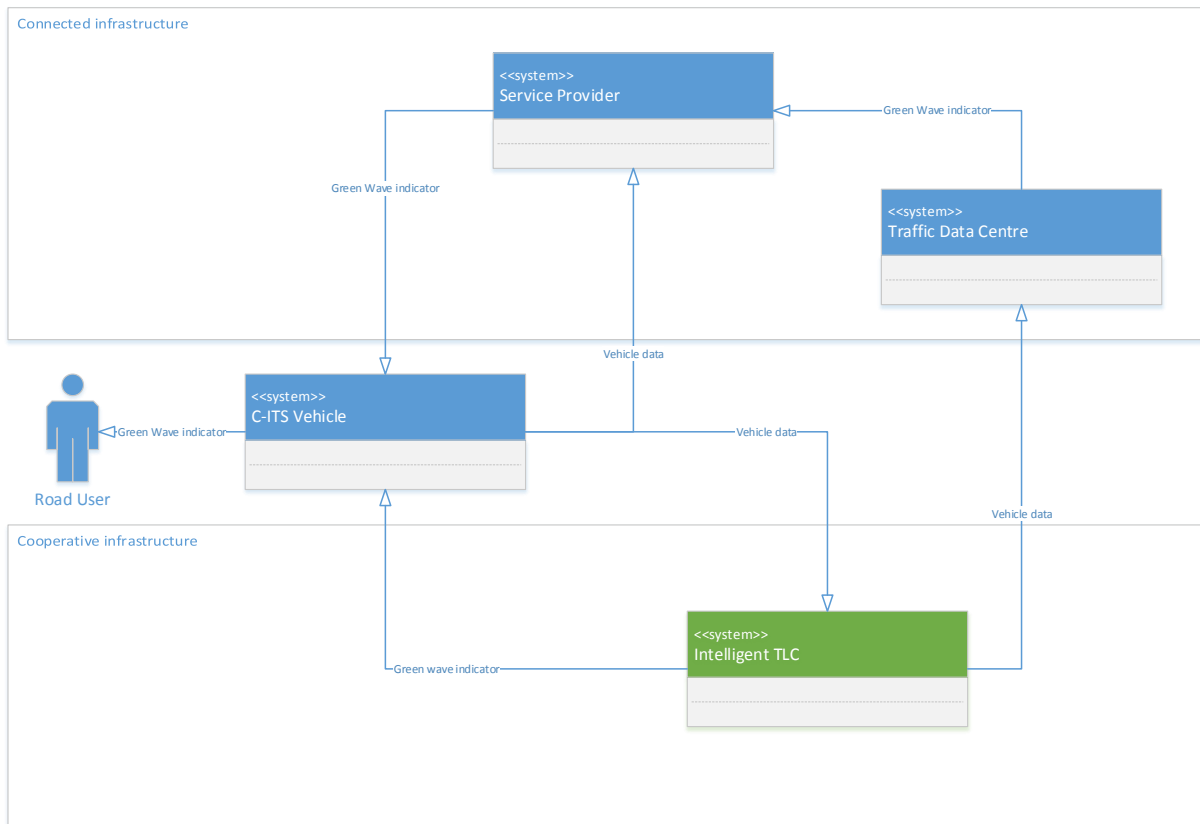 Connected infrastructure
<<system>>
Service Provider
Green Wave indicator
Green Wave indicator
<<system>>
Traffic Data Centre
Vehicle data
<<system>>
C-ITS Vehicle
Green Wave indicator
Vehicle data
Road User
Vehicle data
Cooperative infrastructure
<<system>>
Intelligent TLC
Green wave indicator